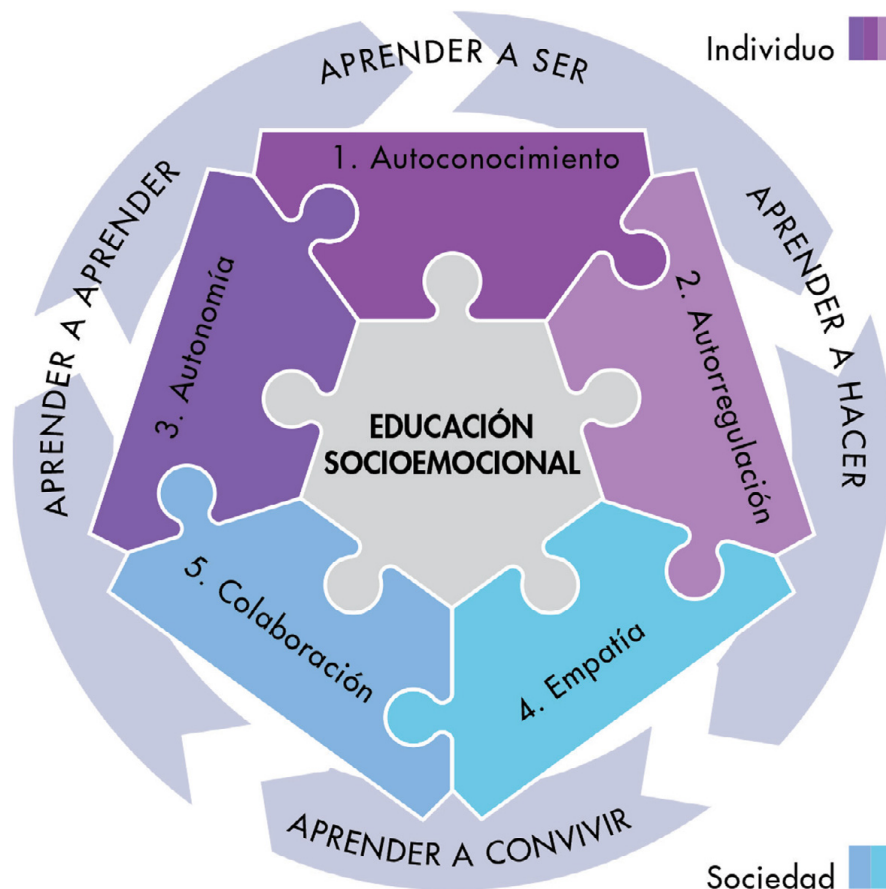 Individuo
APRENDER A SER
APRENDER A HACER
APRENDER A CONVIVIR
APRENDER A APRENDER
1. Autoconocimiento
2. Autorregulación
3. Autonomía
4. Empatía
5. Colaboración
EDUCACIÓN
SOCIOEMOCIONAL
Sociedad